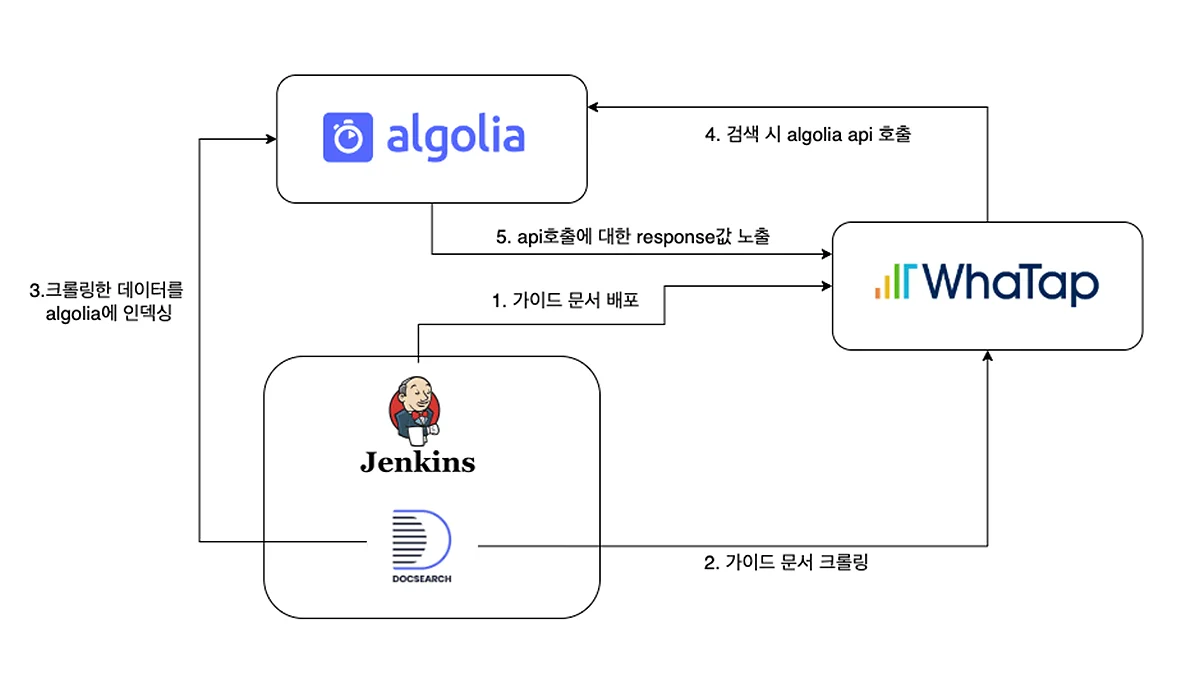 algolia
4. 검색 시 algolia api 호출
5. api호출에 대한 response값 노출
WhaTap
3.크롤링한 데이터를
algolia에 인덱싱
1. 가이드 문서 배포
Jenkins
DOCSEARCH
2. 가이드 문서 크롤링